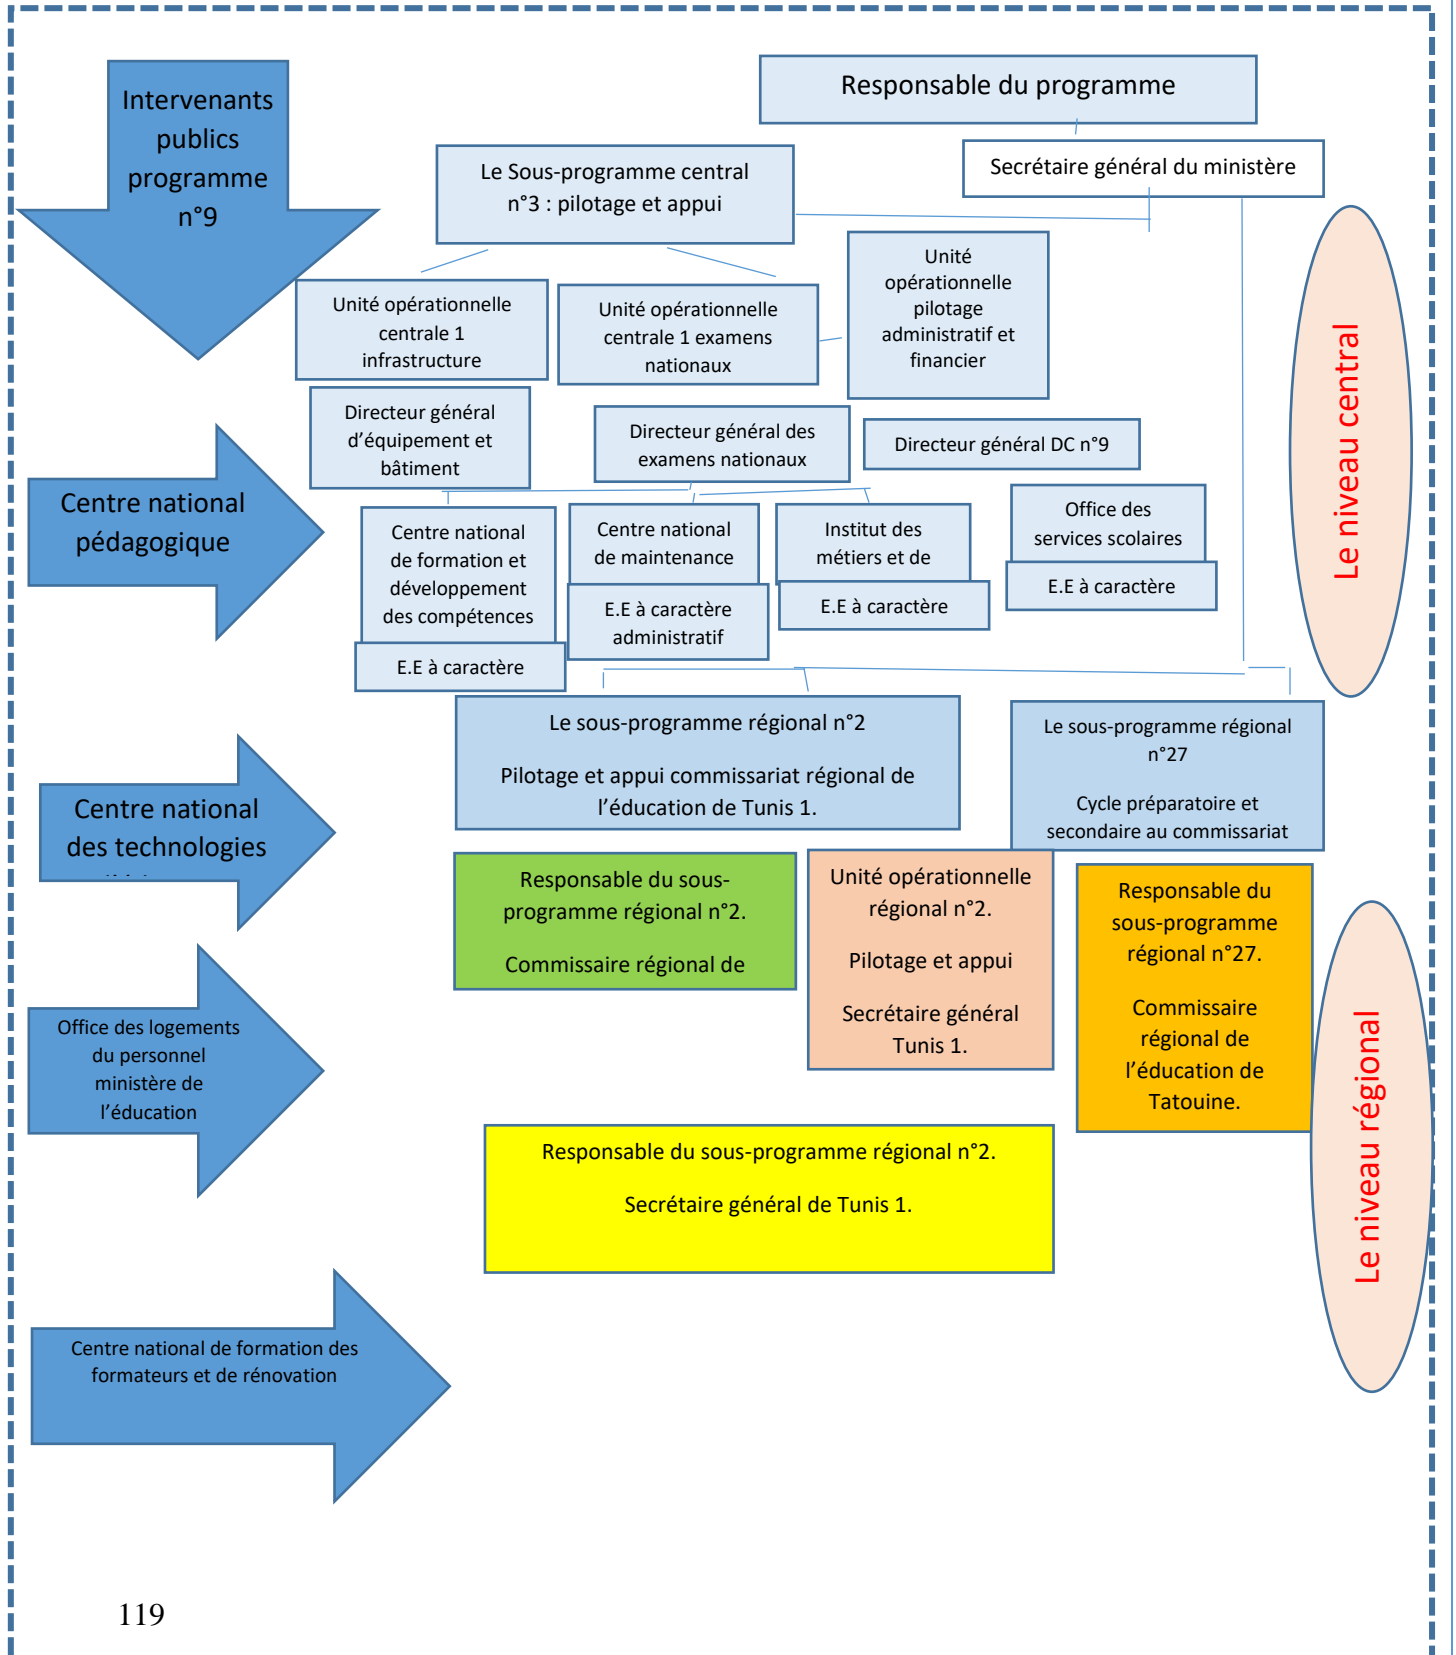 Intervenants
publics
programme
n°9
Responsable du programme
Secrétaire général du ministère
Le Sous-programme central
n°3 : pilotage et appui
Unité opérationnelle
centrale 1
infrastructure
Unité opérationnelle
centrale 1 examens
nationaux
Unité
opérationnelle
pilotage
administratif et
financier
Le niveau central
Directeur général
d'équipement et
bâtiment
Directeur général des
examens nationaux
Directeur général DC n°9
Centre national
pédagogique
Centre national
de formation et
développement
des compétences
E.E à caractère
Centre national
de maintenance
E.E à caractère
administratif
Institut des
métiers et de
E.E à caractère
Office des
services scolaires
E.E à caractère
Le sous-programme régional n°2
Pilotage et appui commissariat régional de
l'éducation de Tunis 1.
Le sous-programme régional
n°27
Cycle préparatoire et
secondaire au commissariat
Centre national
des technologies
Responsable du sous-
programme régional n°2.
Commissaire régional de
Unité opérationnelle
régional n°2.
Pilotage et appui
Secrétaire général
Tunis 1.
Responsable du
sous-programme
régional n°27.
Commissaire
régional de
l'éducation de
Tatouine.
Le niveau régional
Office des logements
du personnel
ministère de
l'éducation
Responsable du sous-programme régional n°2.
Secrétaire général de Tunis 1.
Centre national de formation des
formateurs et de rénovation
119